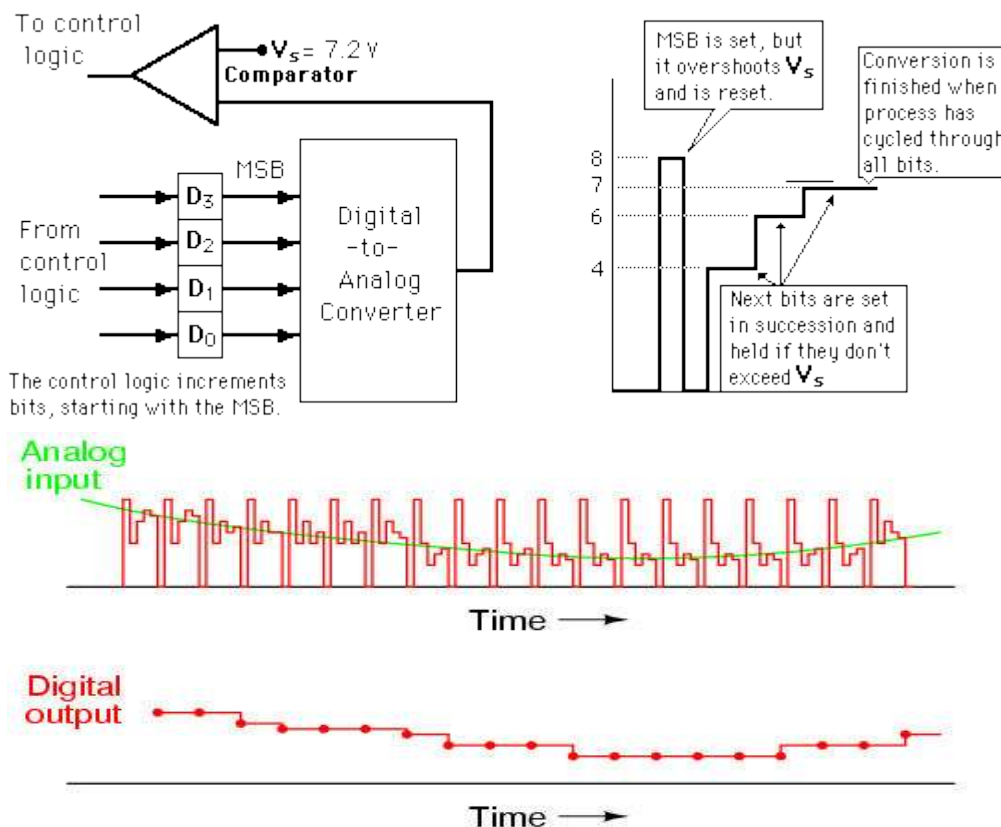 To control
logic
Vs = 7.2 V
Comparator
MSB
D3
D2
D1
D0
From
control
logic
Digital
-to-
Analog
Converter
The control logic increments
bits, starting with the MSB.
MSB is set, but
it overshoots Vs
and is reset.
Conversion is
finished when
process has
cycled through
all bits.
8
7
6
4
Next bits are set
in succession and
held if they don't
exceed Vs
Analog
input
Time
Digital
output
Time